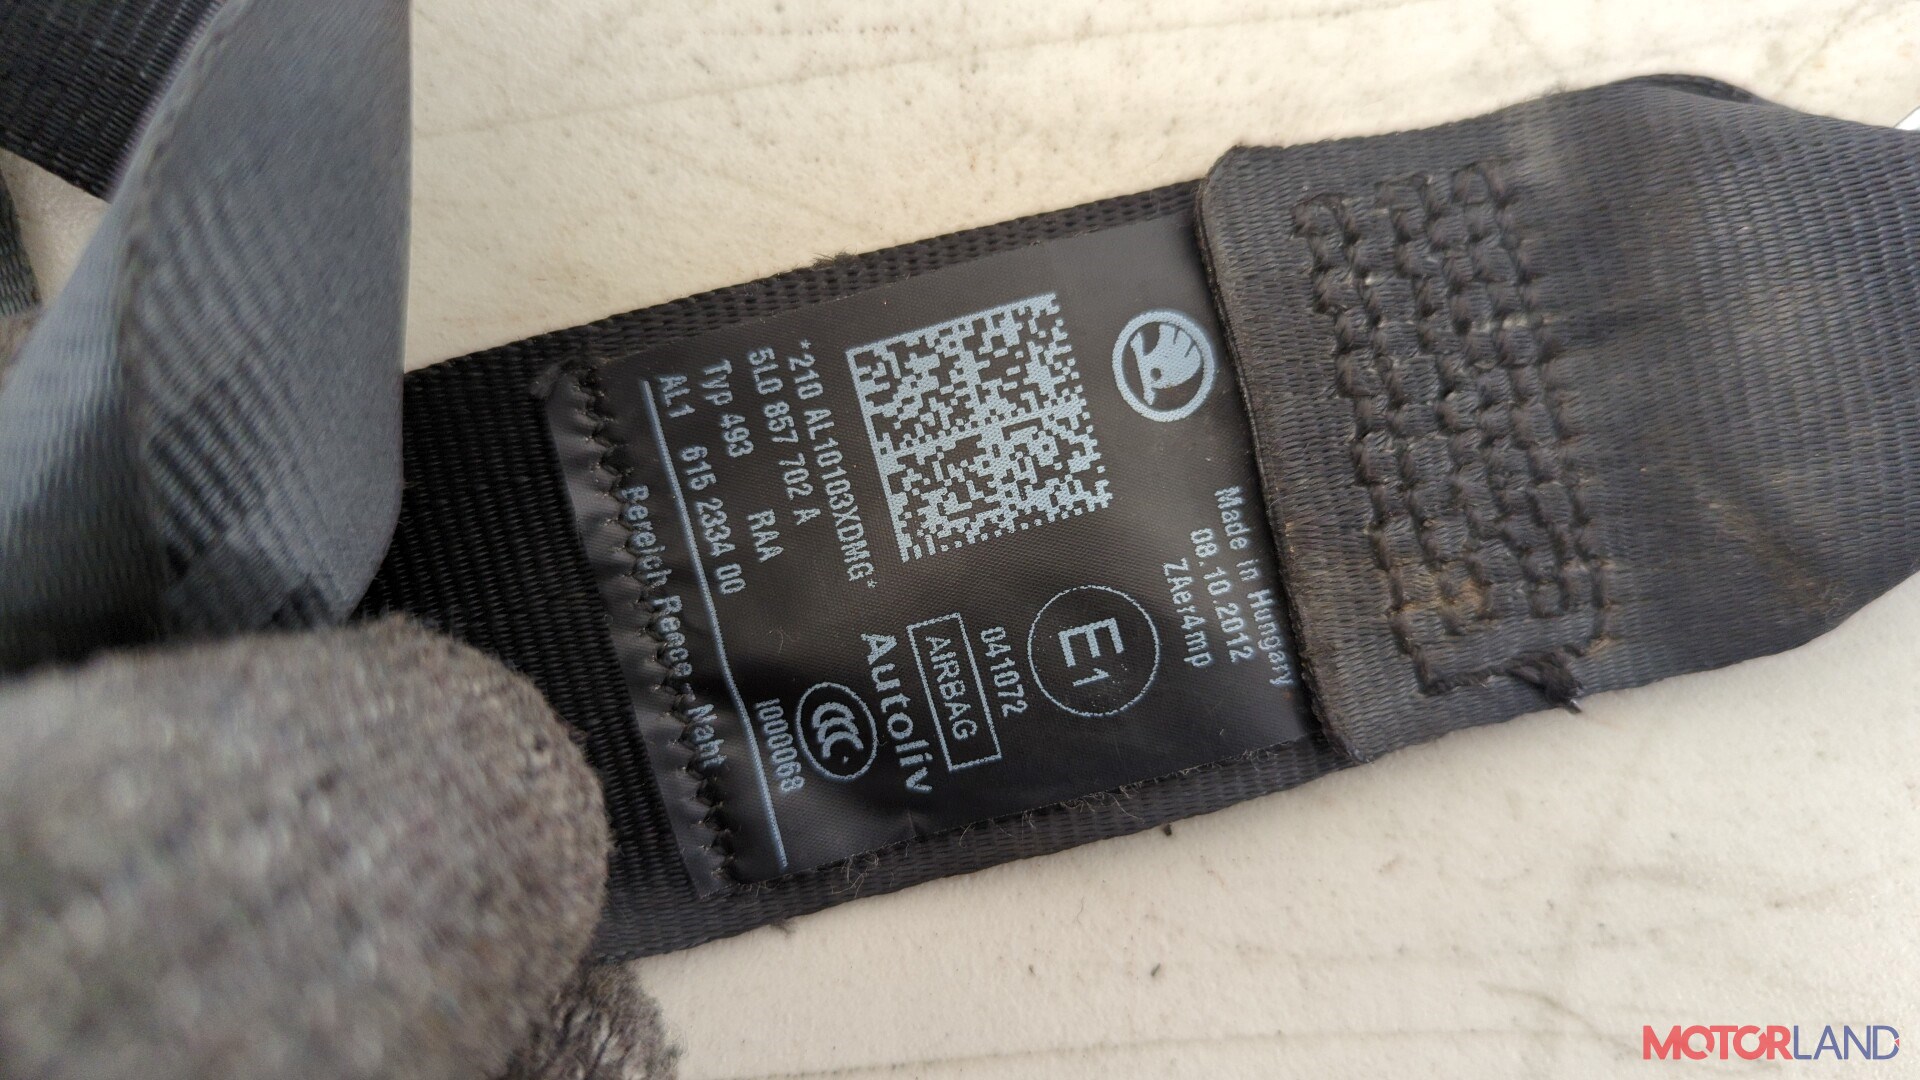 Made in Hungary
08.10.2012
ZAer4mp
E1
041072
AIRBAG
Autoliv
CCC
*210 AL10103XDMG*
5L0 857 702 A
RAA
Typ 493
AL1 615 2334 00
I000068
Bereich Reece-Naht
MOTORLAND